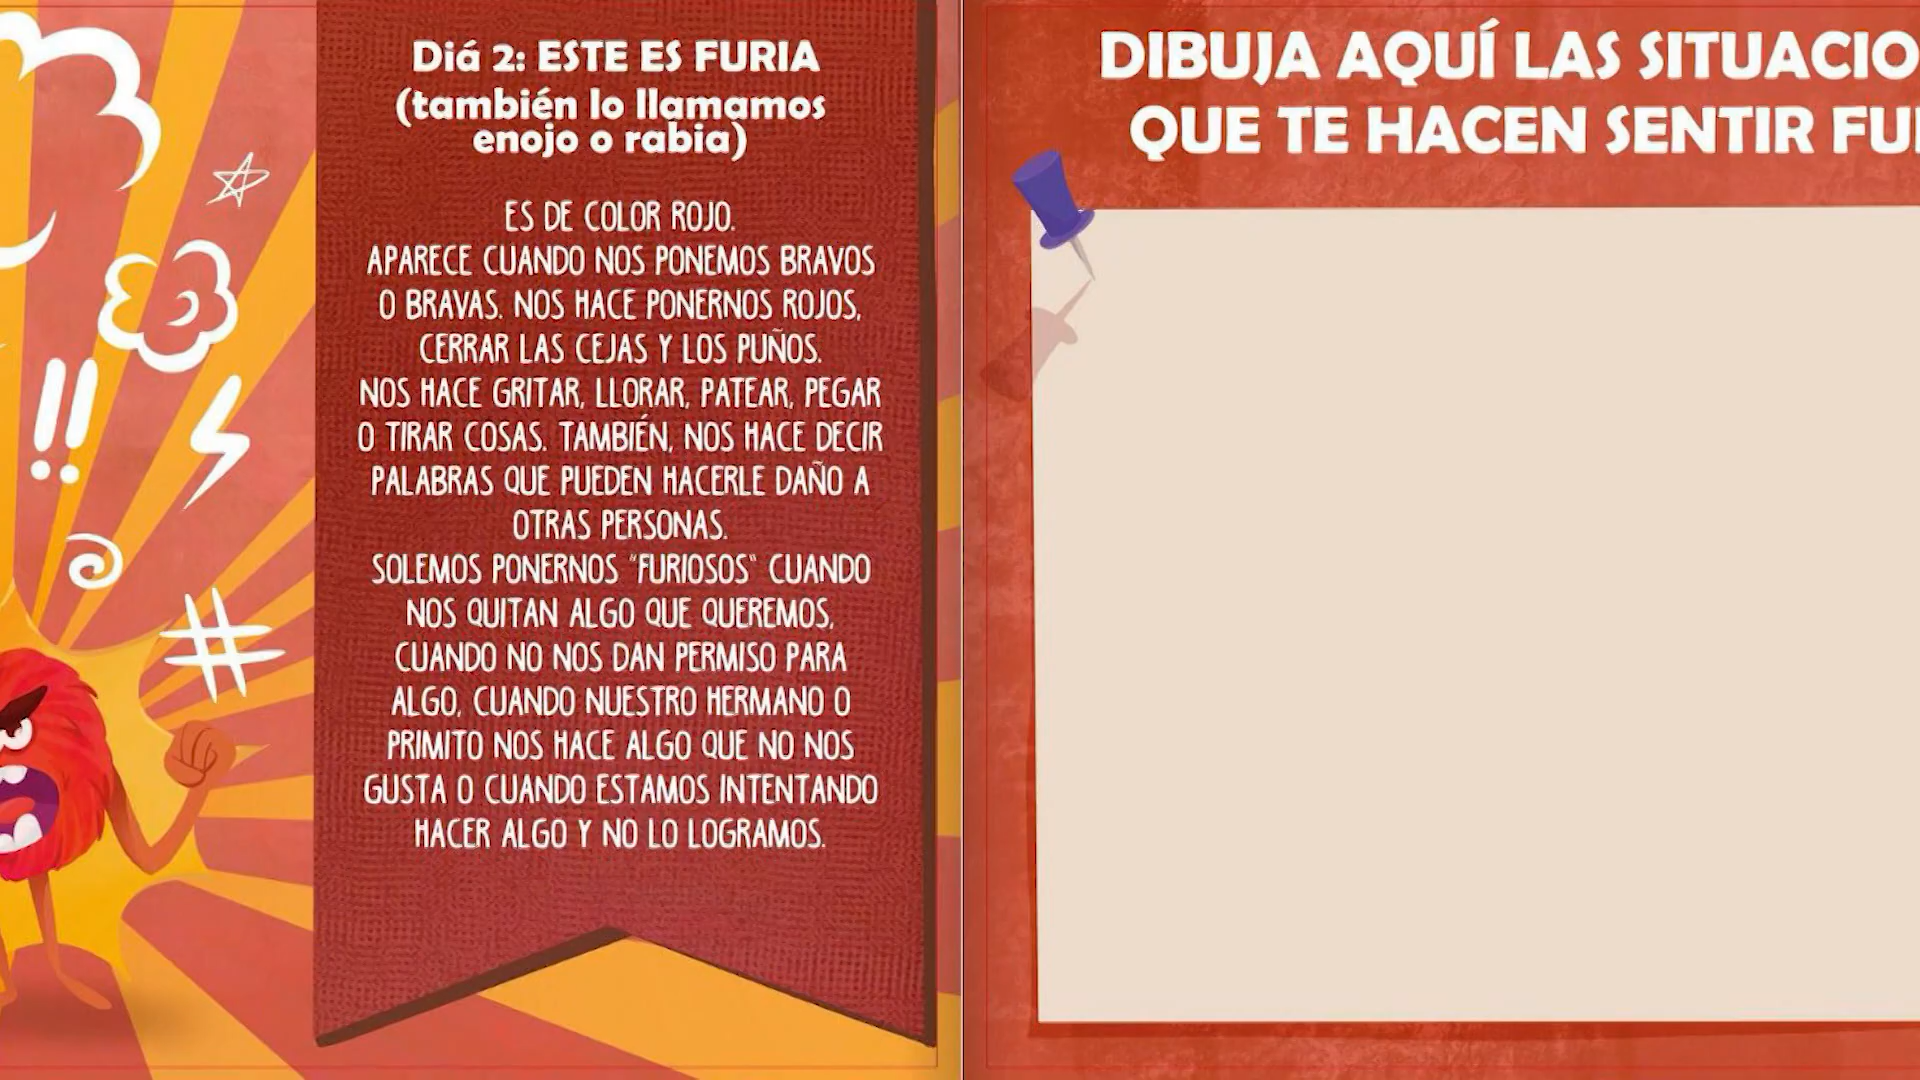 Diá 2: ESTE ES FURIA
(también lo llamamos
enojo o rabia)
ES DE COLOR ROJO.
APARECE CUANDO NOS PONEMOS BRAVOS
O BRAVAS. NOS HACE PONERNOS ROJOS,
CERRAR LAS CEJAS Y LOS PUÑOS.
NOS HACE GRITAR, LLORAR, PATEAR, PEGAR
O TIRAR COSAS. TAMBIÉN, NOS HACE DECIR
PALABRAS QUE PUEDEN HACERLE DAÑO A
OTRAS PERSONAS.
SOLEMOS PONERNOS "FURIOSOS" CUANDO
NOS QUITAN ALGO QUE QUEREMOS,
CUANDO NO NOS DAN PERMISO PARA
ALGO, CUANDO NUESTRO HERMANO O
PRIMITO NOS HACE ALGO QUE NO NOS
GUSTA O CUANDO ESTAMOS INTENTANDO
HACER ALGO Y NO LO LOGRAMOS.
DIBUJA AQUÍ LAS
QUE TE HACEN SENTIR